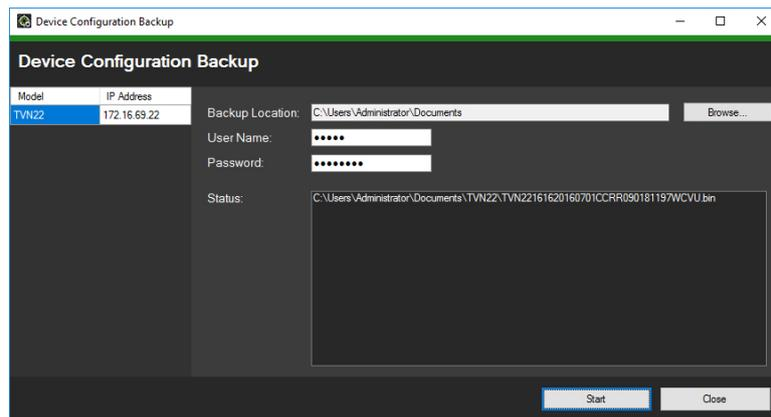 Device Configuration Backup
Device Configuration Backup
Model IP Address
TVN22 172.16.69.22
Backup Location: C:\Users\Administrator\Documents Browse...
User Name: •••••
Password: ••••••••
Status: C:\Users\Administrator\Documents\TVN22\TVN22161620160701CCRR090181197WCVU.bin
Start Close